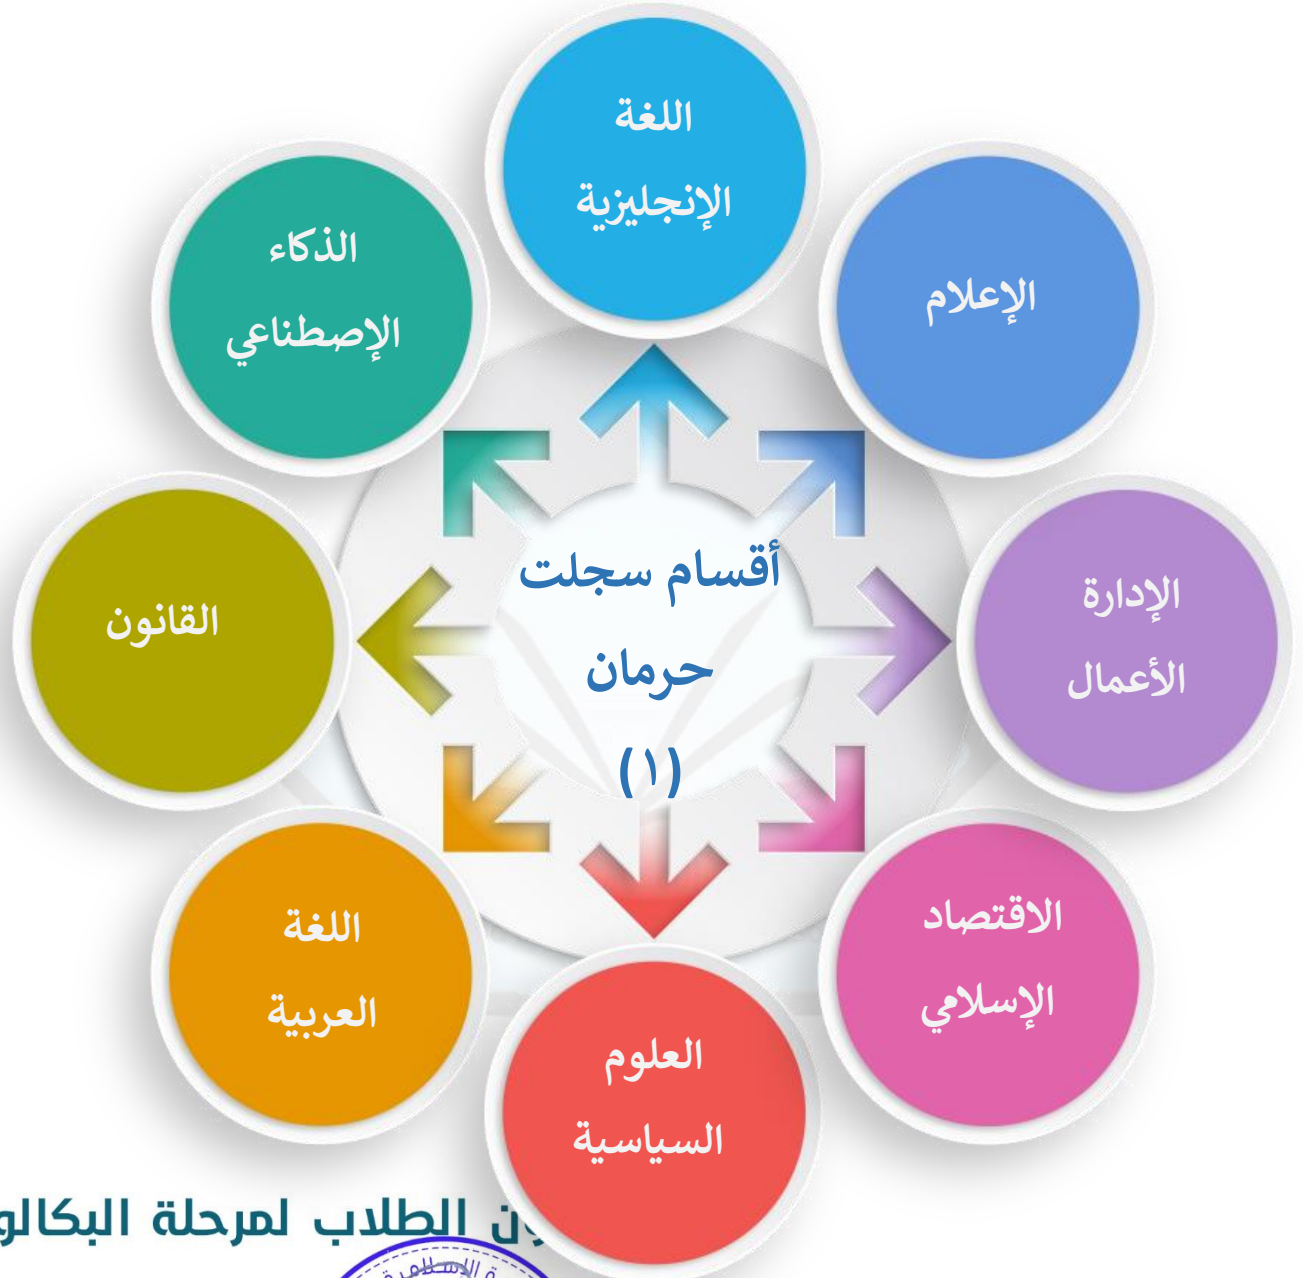 اللغة
الإنجليزية
الإعلام
الإدارة
الأعمال
الاقتصاد
الإسلامي
العلوم
السياسية
اللغة
العربية
القانون
الذكاء
الإصطناعي
أقسام سجلت
حرمان
(١)
الطلاب لمرحلة